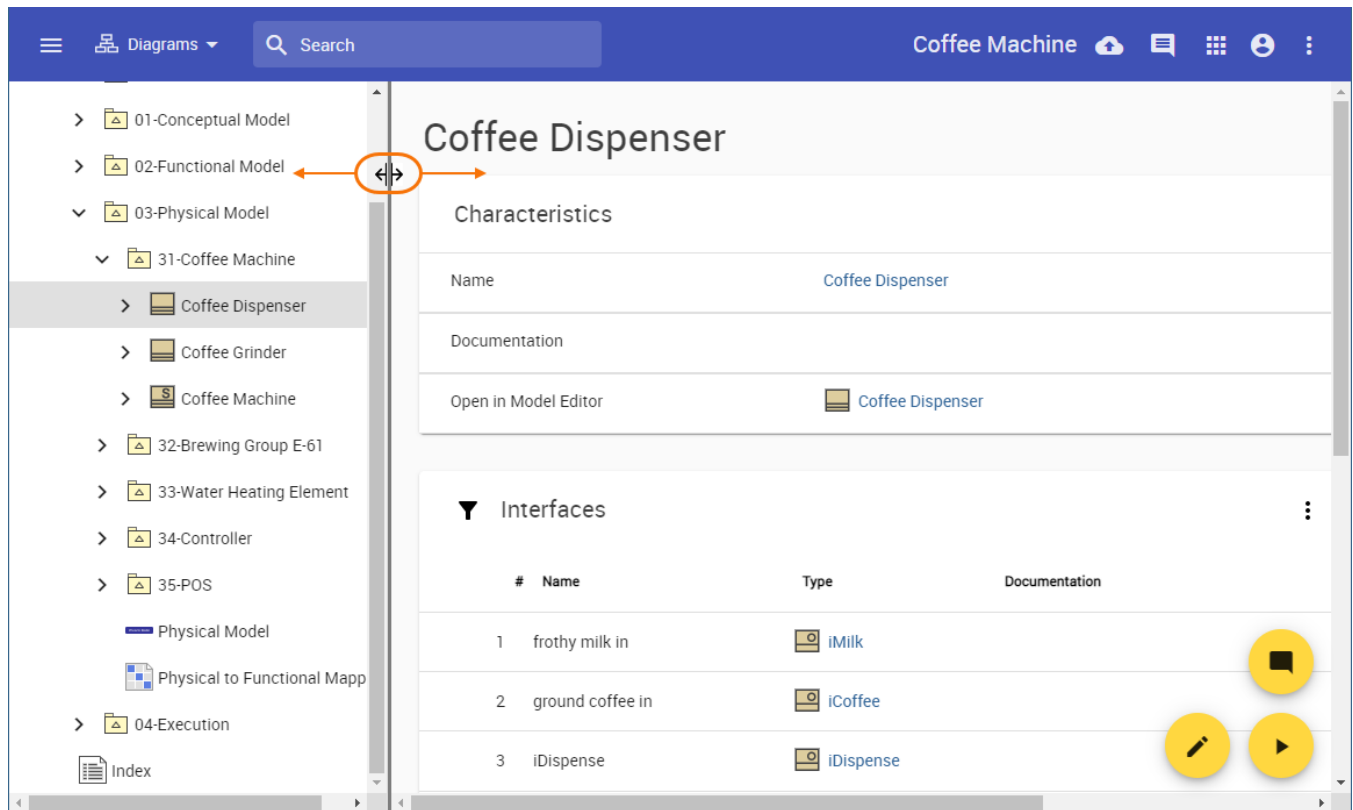 Diagrams
Search
Coffee Machine
01-Conceptual Model
02-Functional Model
03-Physical Model
31-Coffee Machine
Coffee Dispenser
Coffee Grinder
S
Coffee Machine
32-Brewing Group E-61
33-Water Heating Element
34-Controller
35-POS
Physical Model
Physical to Functional Mapp
04-Execution
Index
Coffee Dispenser
Characteristics
Name Coffee Dispenser
Documentation
Open in Model Editor Coffee Dispenser
Interfaces
# Name Type Documentation
1 frothy milk in iMilk
2 ground coffee in iCoffee
3 iDispense iDispense